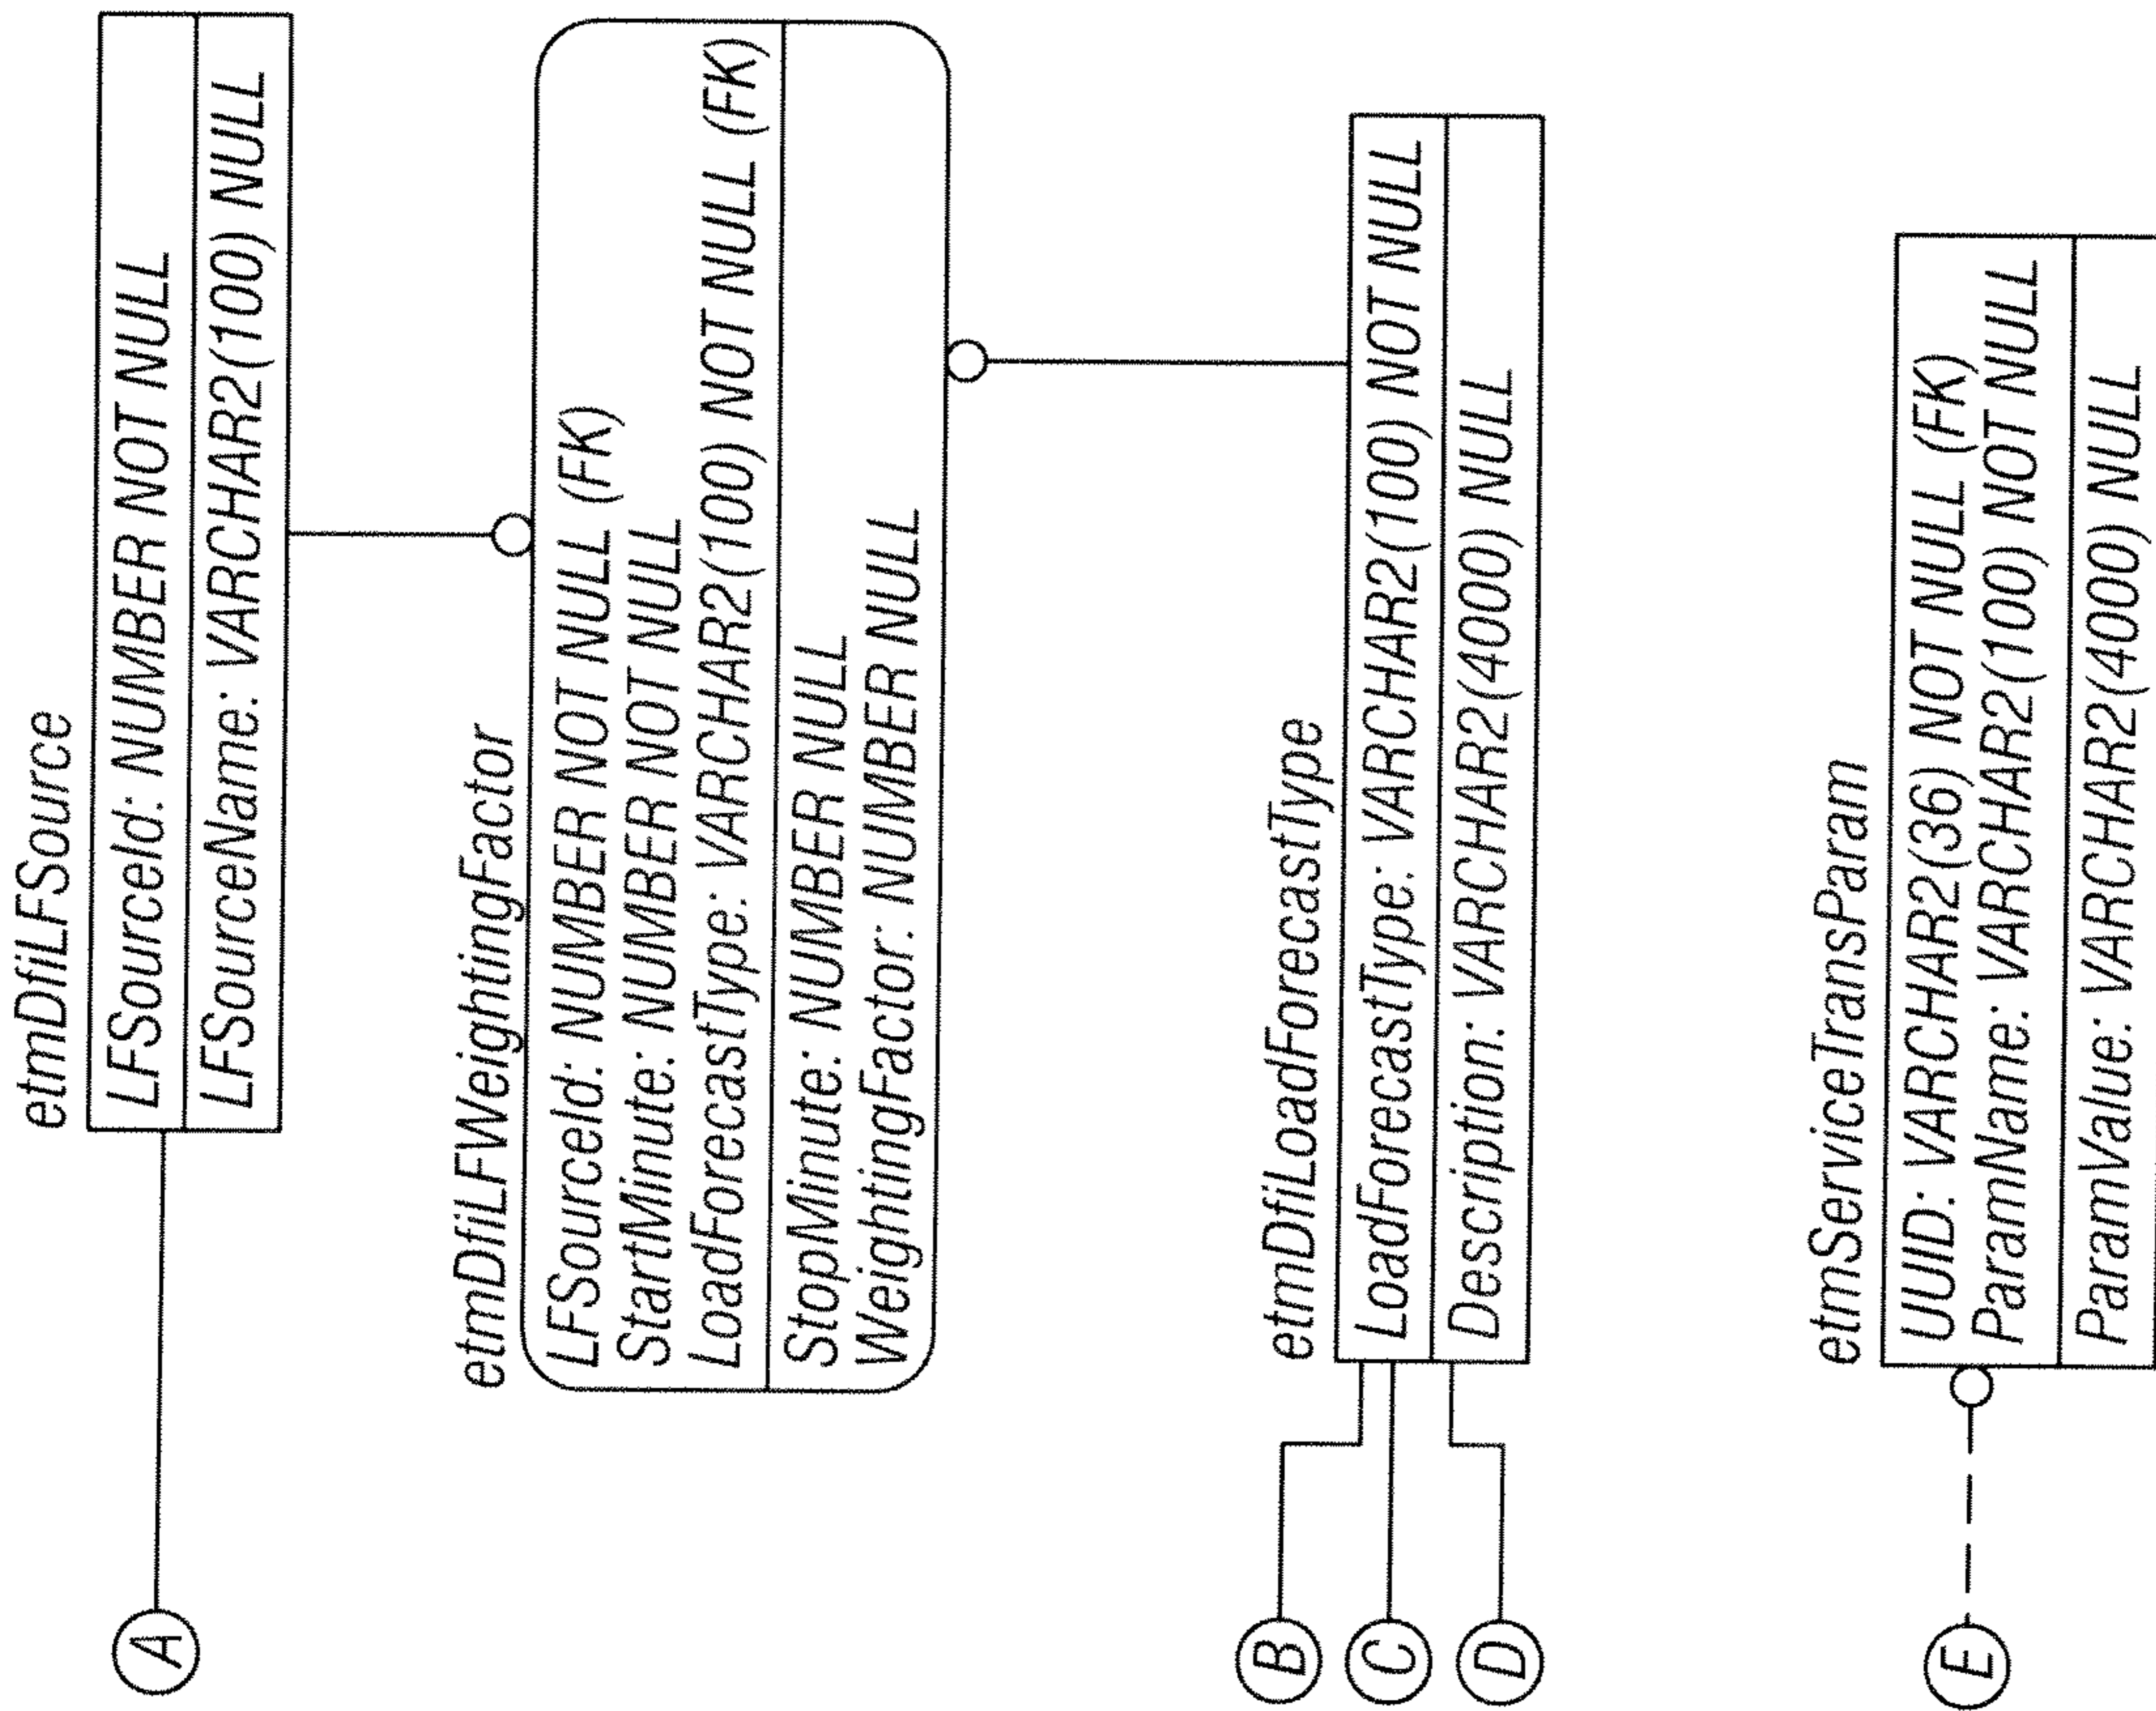 etmDfiLFSource
LFSourceId: NUMBER NOT NULL
LFSourceName: VARCHAR2(100) NULL
A
etmDfiLFWeightingFactor
LFSourceId: NUMBER NOT NULL (FK)
StartMinute: NUMBER NOT NULL
LoadForecastType: VARCHAR2(100) NOT NULL (FK)
StopMinute: NUMBER NULL
WeightingFactor: NUMBER NULL
etmDfiLoadForecastType
LoadForecastType: VARCHAR2(100) NOT NULL
Description: VARCHAR2(4000) NULL
B
C
D
etmServiceTransParam
UUID: VARCHAR2(36) NOT NULL (FK)
ParamName: VARCHAR2(100) NOT NULL
ParamValue: VARCHAR2(4000) NULL
E